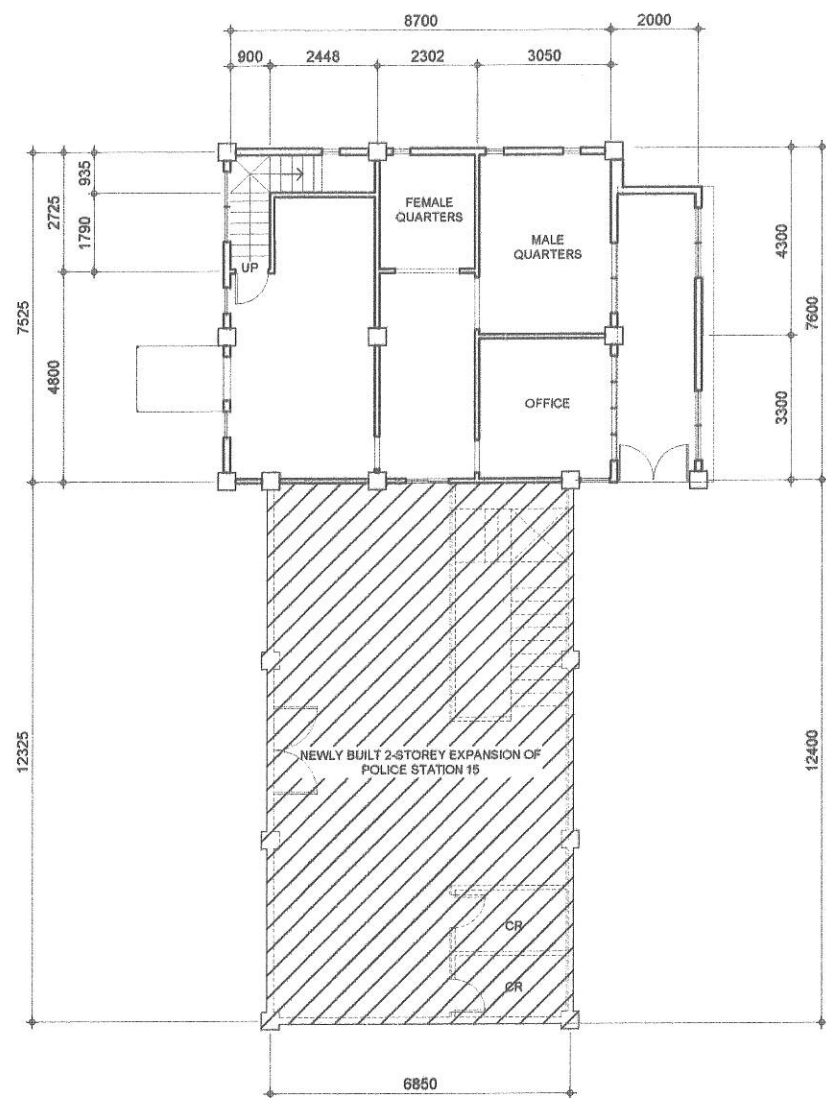 8700
2000
900
2448
2302
3050
935
2725
1790
FEMALE
QUARTERS
MALE
QUARTERS
4300
UP
7525
7600
4800
OFFICE
3300
12325
NEWLY BUILT 2-STOREY EXPANSION OF
POLICE STATION 15
12400
CR
CR
6850